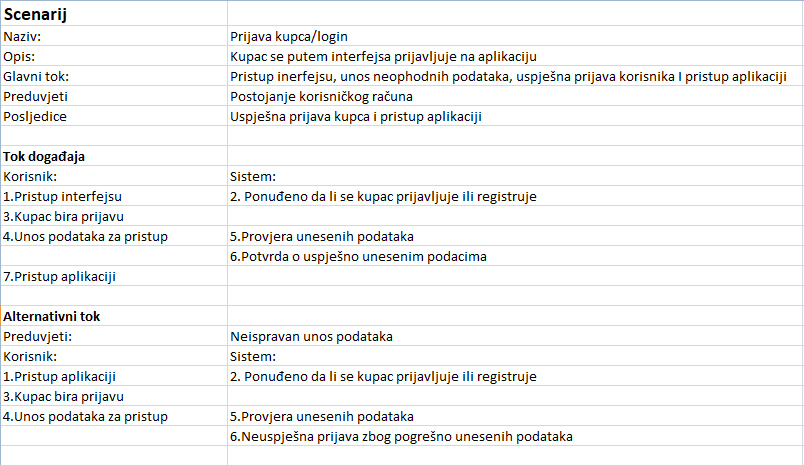 Scenarij
Naziv: Prijava kupca/login
Opis: Kupac se putem interfejsa prijavljuje na aplikaciju
Glavni tok: Pristup inerfejsu, unos neophodnih podataka, uspješna prijava korisnika I pristup aplikaciji
Preduvjeti Postojanje korisničkog računa
Posljedice Uspješna prijava kupca i pristup aplikaciji
Tok događaja
Korisnik: Sistem:
1.Pristup interfejsu 2. Ponuđeno da li se kupac prijavljuje ili registruje
3.Kupac bira prijavu
4.Unos podataka za pristup 5.Provjera unesenih podataka
6.Potvrda o uspješno unesenim podacima
7.Pristup aplikaciji
Alternativni tok
Preduvjeti: Neispravan unos podataka
Korisnik: Sistem:
1.Pristup aplikaciji 2. Ponuđeno da li se kupac prijavljuje ili registruje
3.Kupac bira prijavu
4.Unos podataka za pristup 5.Provjera unesenih podataka
6.Neuspješna prijava zbog pogrešno unesenih podataka